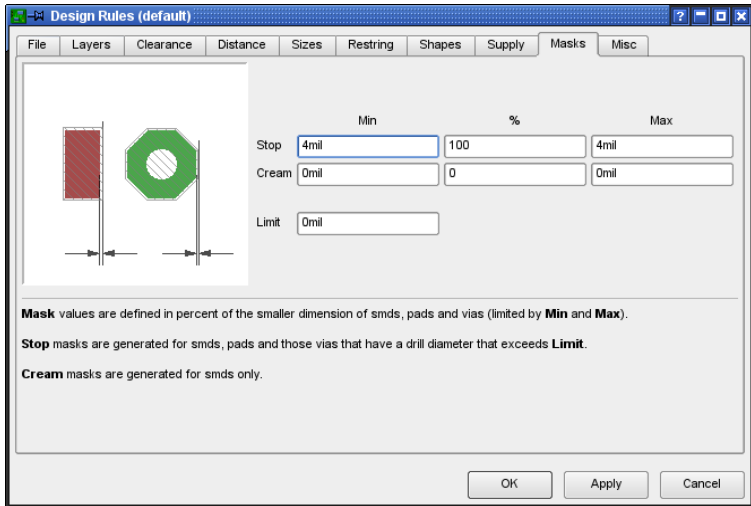 Design Rules (default)
File Layers Clearance Distance Sizes Restring Shapes Supply Masks Misc
Min % Max
Stop 4mil 100 4mil
Cream 0mil 0 0mil
Limit 0mil
Mask values are defined in percent of the smaller dimension of smds, pads and vias (limited by Min and Max).
Stop masks are generated for smds, pads and those vias that have a drill diameter that exceeds Limit.
Cream masks are generated for smds only.
OK Apply Cancel